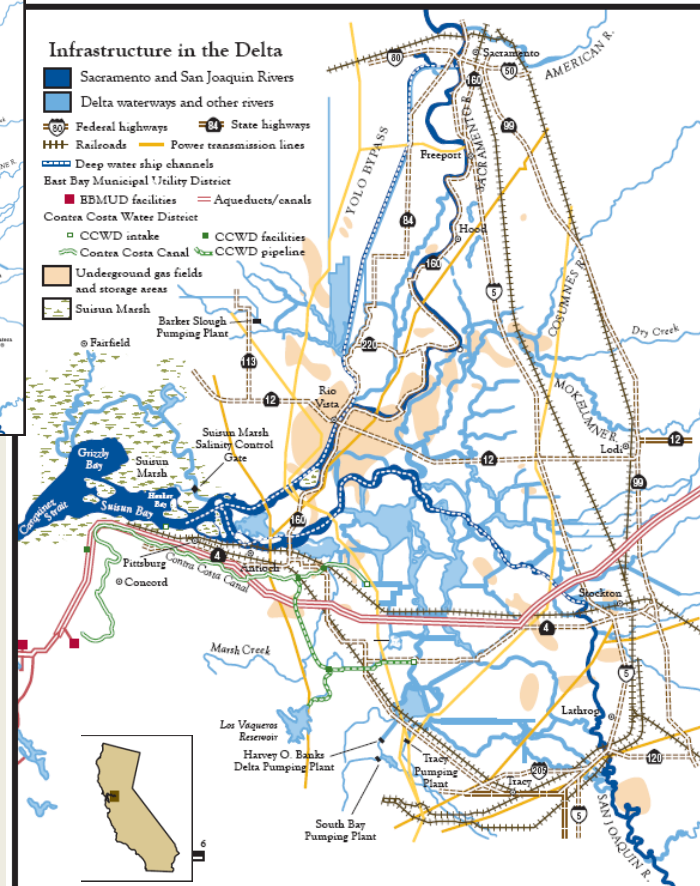 Infrastructure in the Delta
Sacramento and San Joaquin Rivers
Delta waterways and other rivers
80 Federal highways 84 State highways
Railroads Power transmission lines
Deep water ship channels
East Bay Municipal Utility District
EBMUD facilities Aqueducts/canals
Contra Costa Water District
CCWD intake CCWD facilities
Contra Costa Canal CCWD pipeline
Underground gas fields
and storage areas
Suisun Marsh
80
Sacramento
160
50
AMERICAN R.
99
YOLO BYPASS
Freeport
SACRAMENTO R.
84
Hood
160
5
COSUMNES R.
Barker Slough
Pumping Plant
Fairfield
113
220
Dry Creek
12
Rio
Vista
MOKELUMNE R.
Suisun Marsh
Salinity Control
Gate
Lodi
12
12
99
Grizzly
Bay
Suisun
Marsh
Honker
Bay
Suisun Bay
Carquinez
Strait
160
4
Pittsburg
Antioch
Contra Costa Canal
Concord
Stockton
4
Marsh Creek
5
Los Vaqueros
Reservoir
Lathrop
Harvey O. Banks
Delta Pumping Plant
Tracy
Pumping
Plant
205
Tracy
120
5
SAN JOAQUIN R.
South Bay
Pumping Plant
6